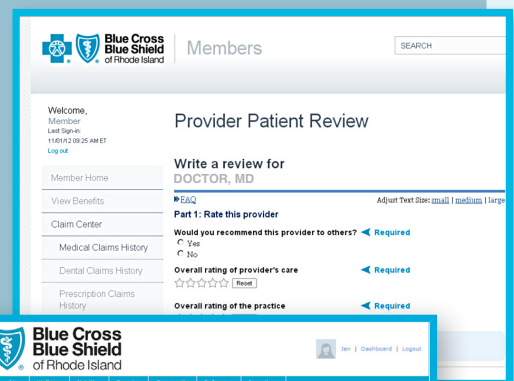 Blue Cross
Blue Shield
of Rhode Island
Members
SEARCH
Welcome,
Member
Last Sign-in:
11/01/12 09:25 AM ET
Log out
Member Home
View Benefits
Claim Center
Medical Claims History
Dental Claims History
Prescription Claims
History
Provider Patient Review
Write a review for
DOCTOR, MD
FAQ
Adjust Text Size: small | medium | large
Part 1: Rate this provider
Would you recommend this provider to others? Required
Yes
No
Overall rating of provider's care Required
Reset
Overall rating of the practice Required
Blue Cross
Blue Shield
of Rhode Island
Jen | Dashboard | Logout